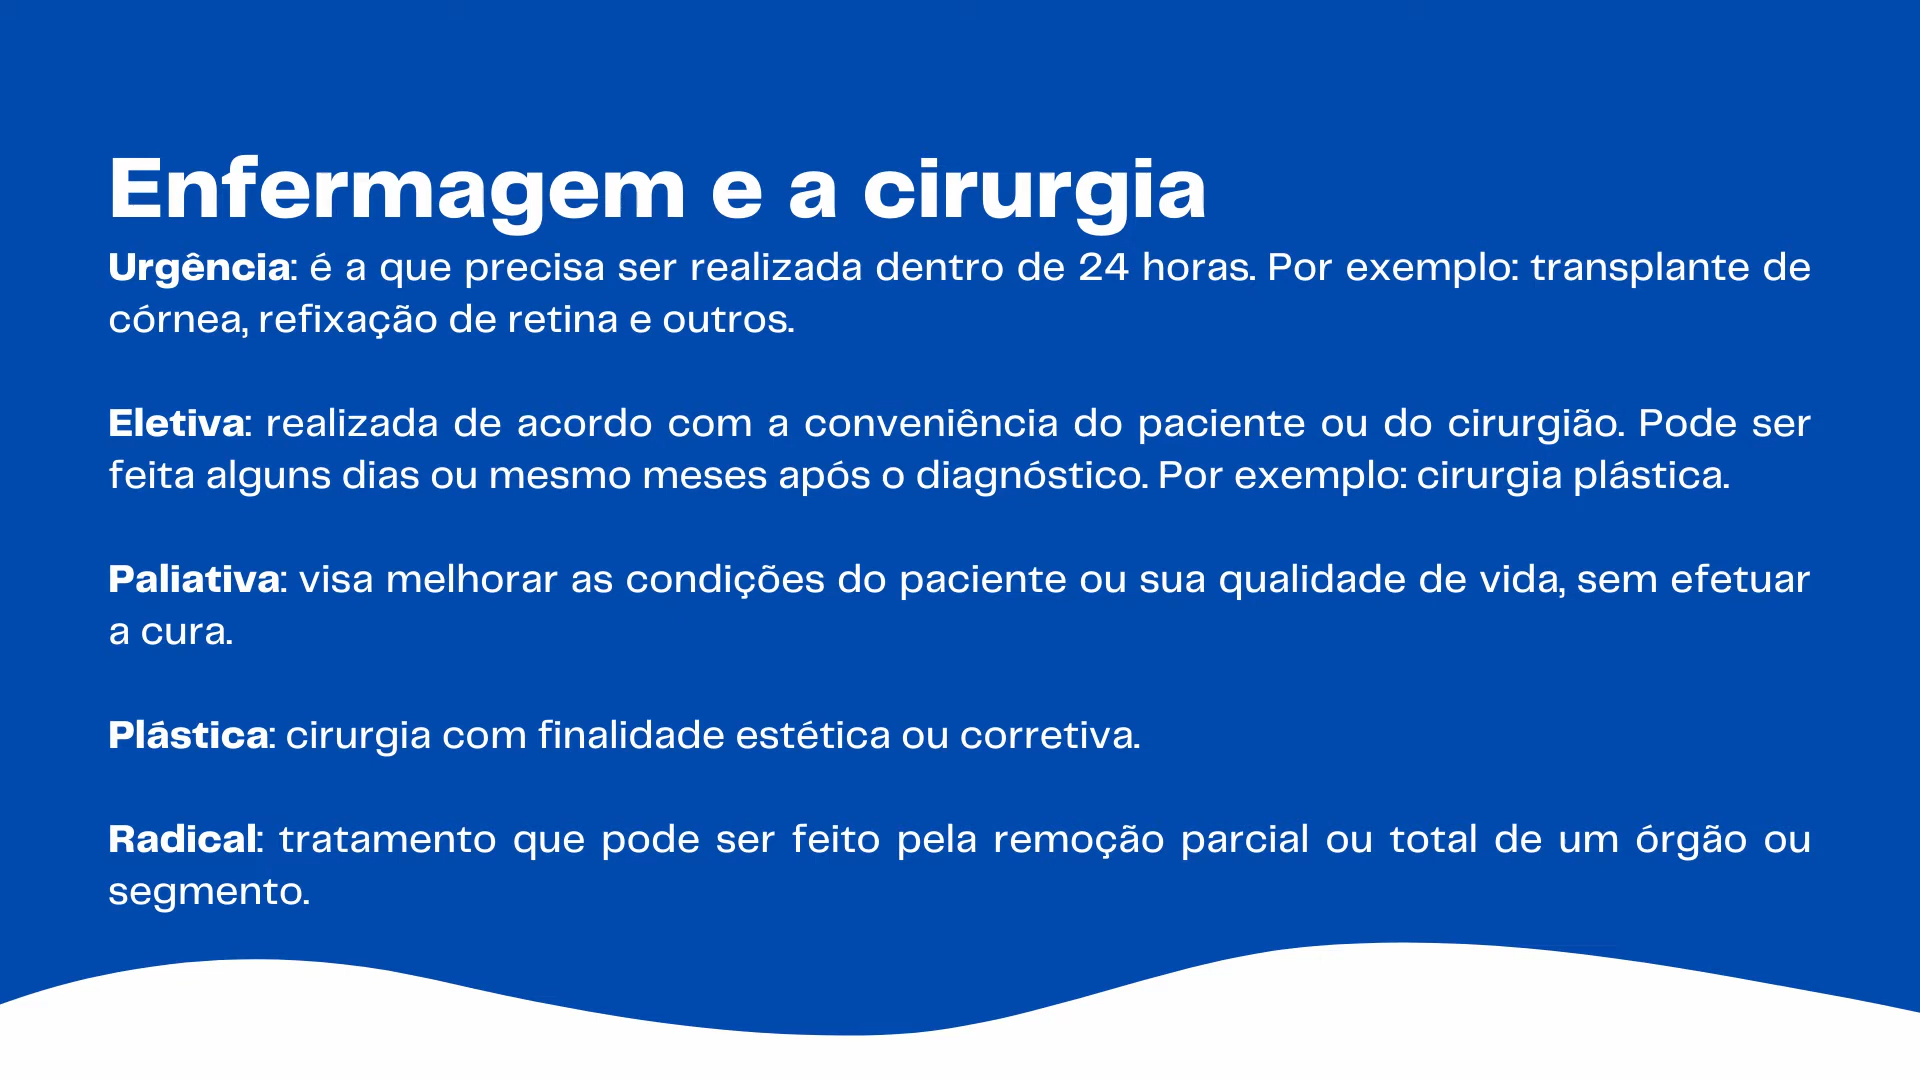 Enfermagem e a cirurgia
Urgência: é a que precisa ser realizada dentro de 24 horas. Por exemplo: transplante de
córnea, refixação de retina e outros.
Eletiva: realizada de acordo com a conveniência do paciente ou do cirurgião. Pode ser
feita alguns dias ou mesmo meses após o diagnóstico. Por exemplo: cirurgia plástica.
Paliativa: visa melhorar as condições do paciente ou sua qualidade de vida, sem efetuar
a cura.
Plástica: cirurgia com finalidade estética ou corretiva.
Radical: tratamento que pode ser feito pela remoção parcial ou total de um órgão ou
segmento.